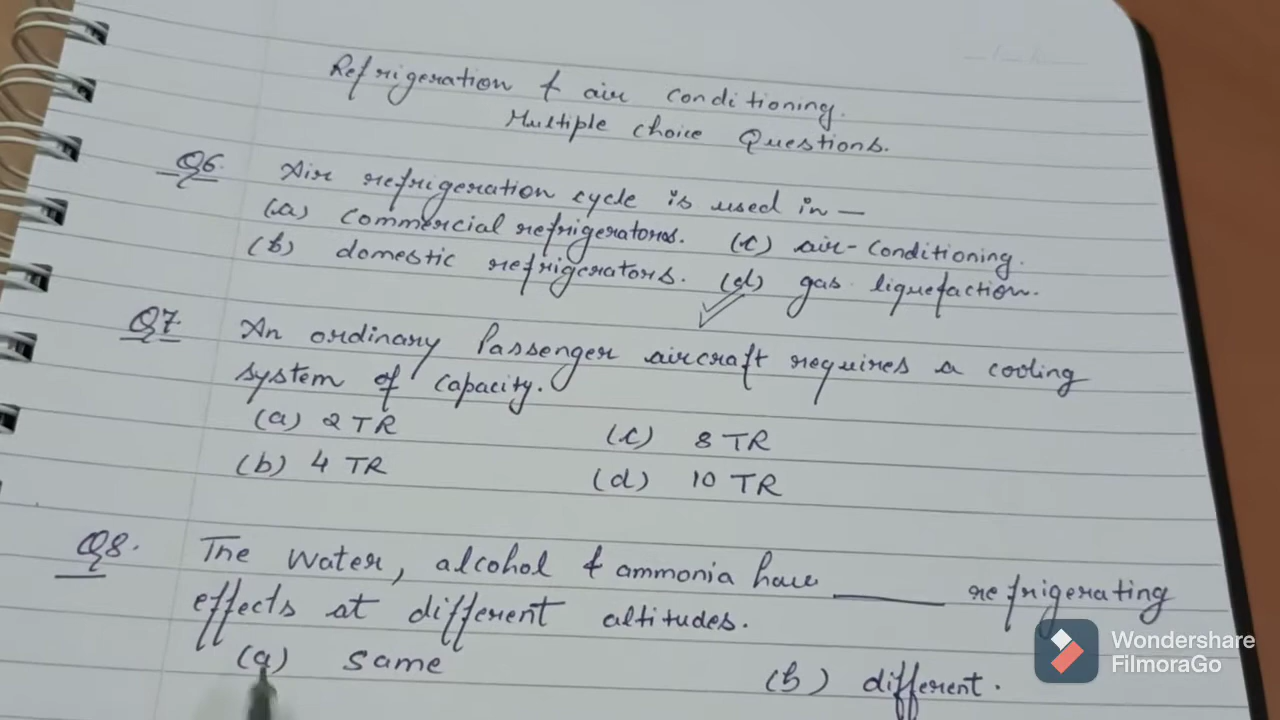 Refrigeration & air conditioning.
Multiple choice Questions.
Q6. Air refrigeration cycle is used in —
(a) commercial refrigerators. (c) air-conditioning.
(b) domestic refrigerators. (d) gas liquefaction.
Q7. An ordinary Passenger aircraft requires a cooling
system of capacity.
(a) 2 TR (c) 8 TR
(b) 4 TR (d) 10 TR
Q8. The water, alcohol & ammonia have ______ refrigerating
effects at different altitudes.
(a) same (b) different.
Wondershare
FilmoraGo